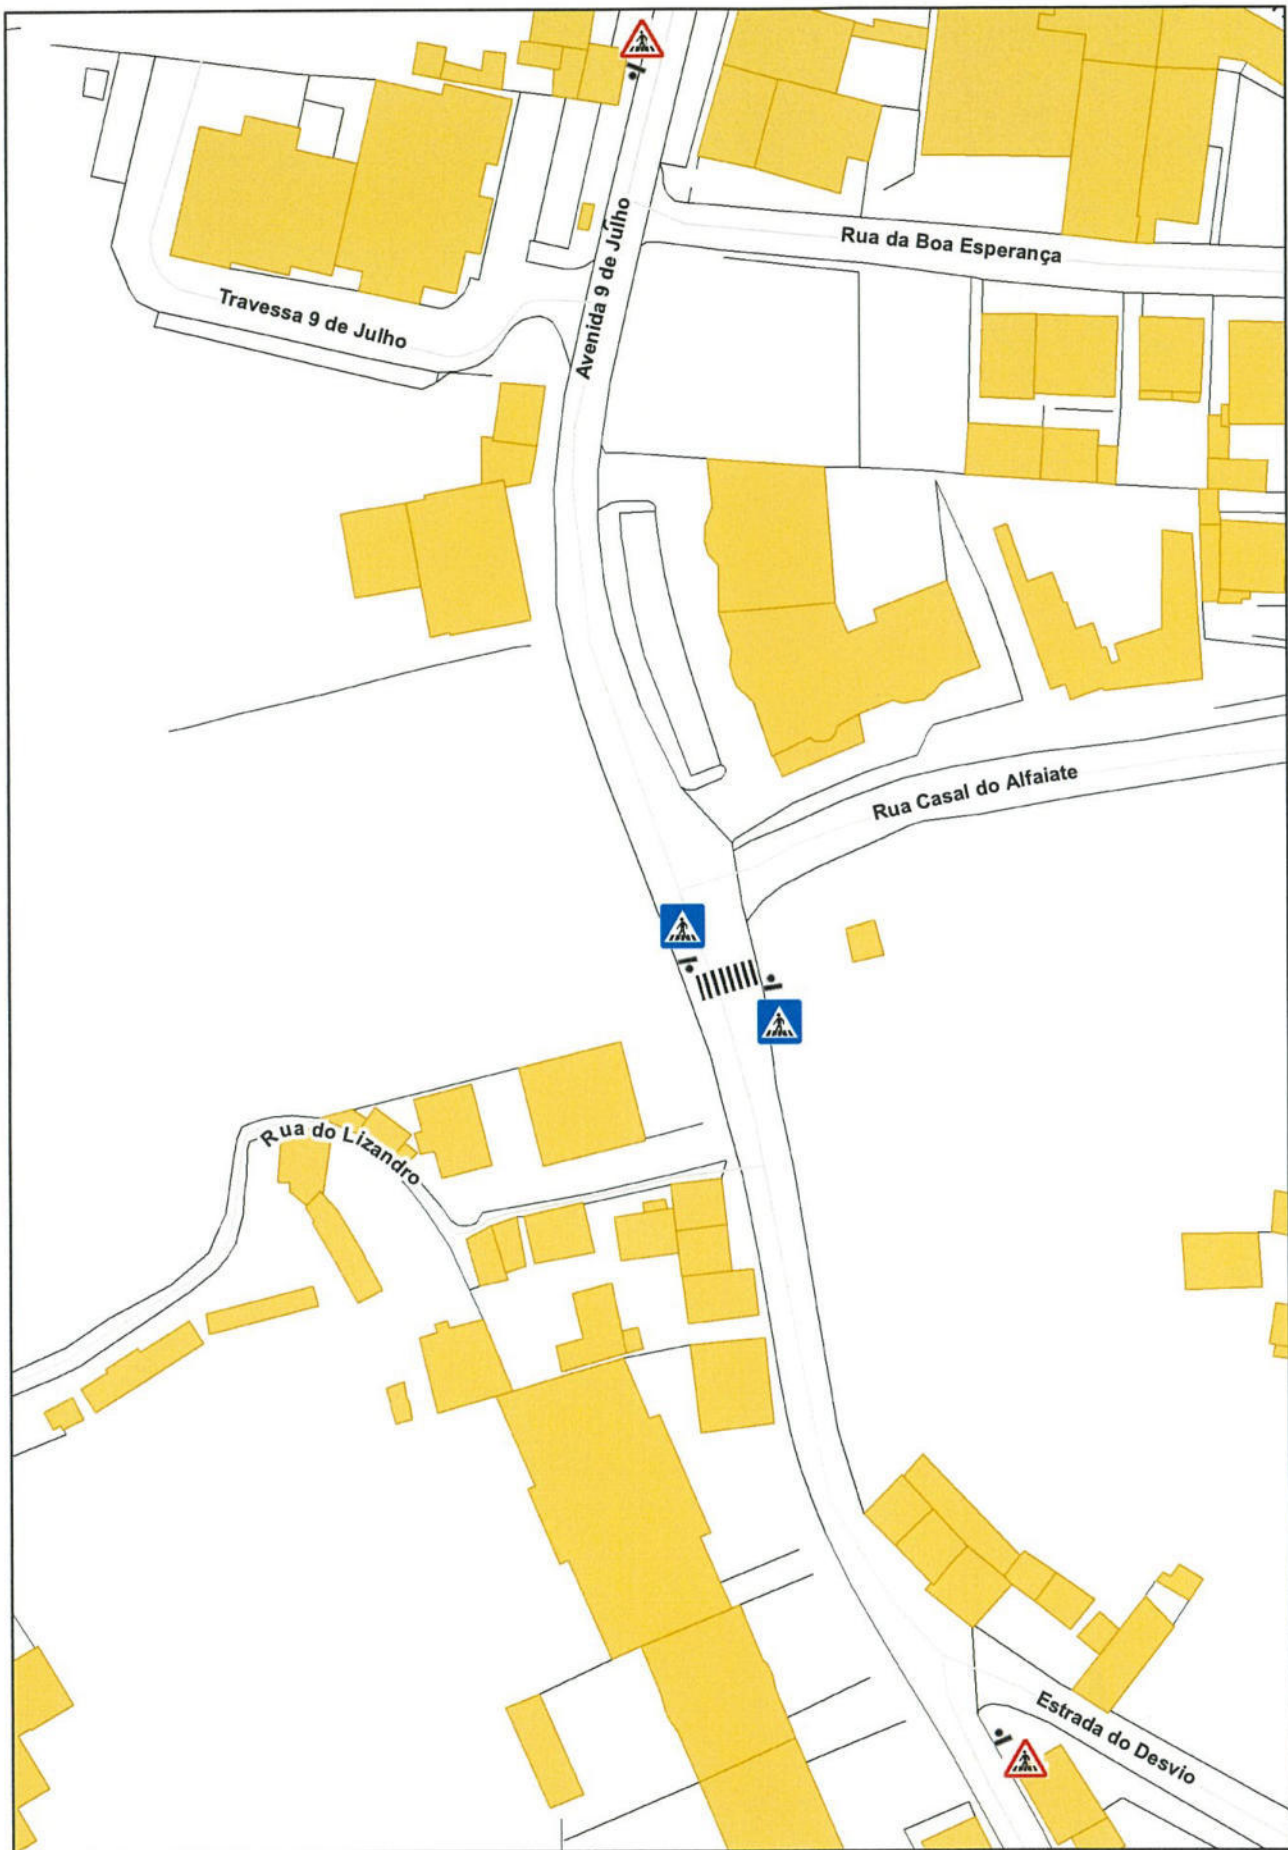 Rua da Boa Esperança
Avenida 9 de Julho
Travessa 9 de Julho
Rua Casal do Alfaiate
Rua do Lizandro
Estrada do Desvio